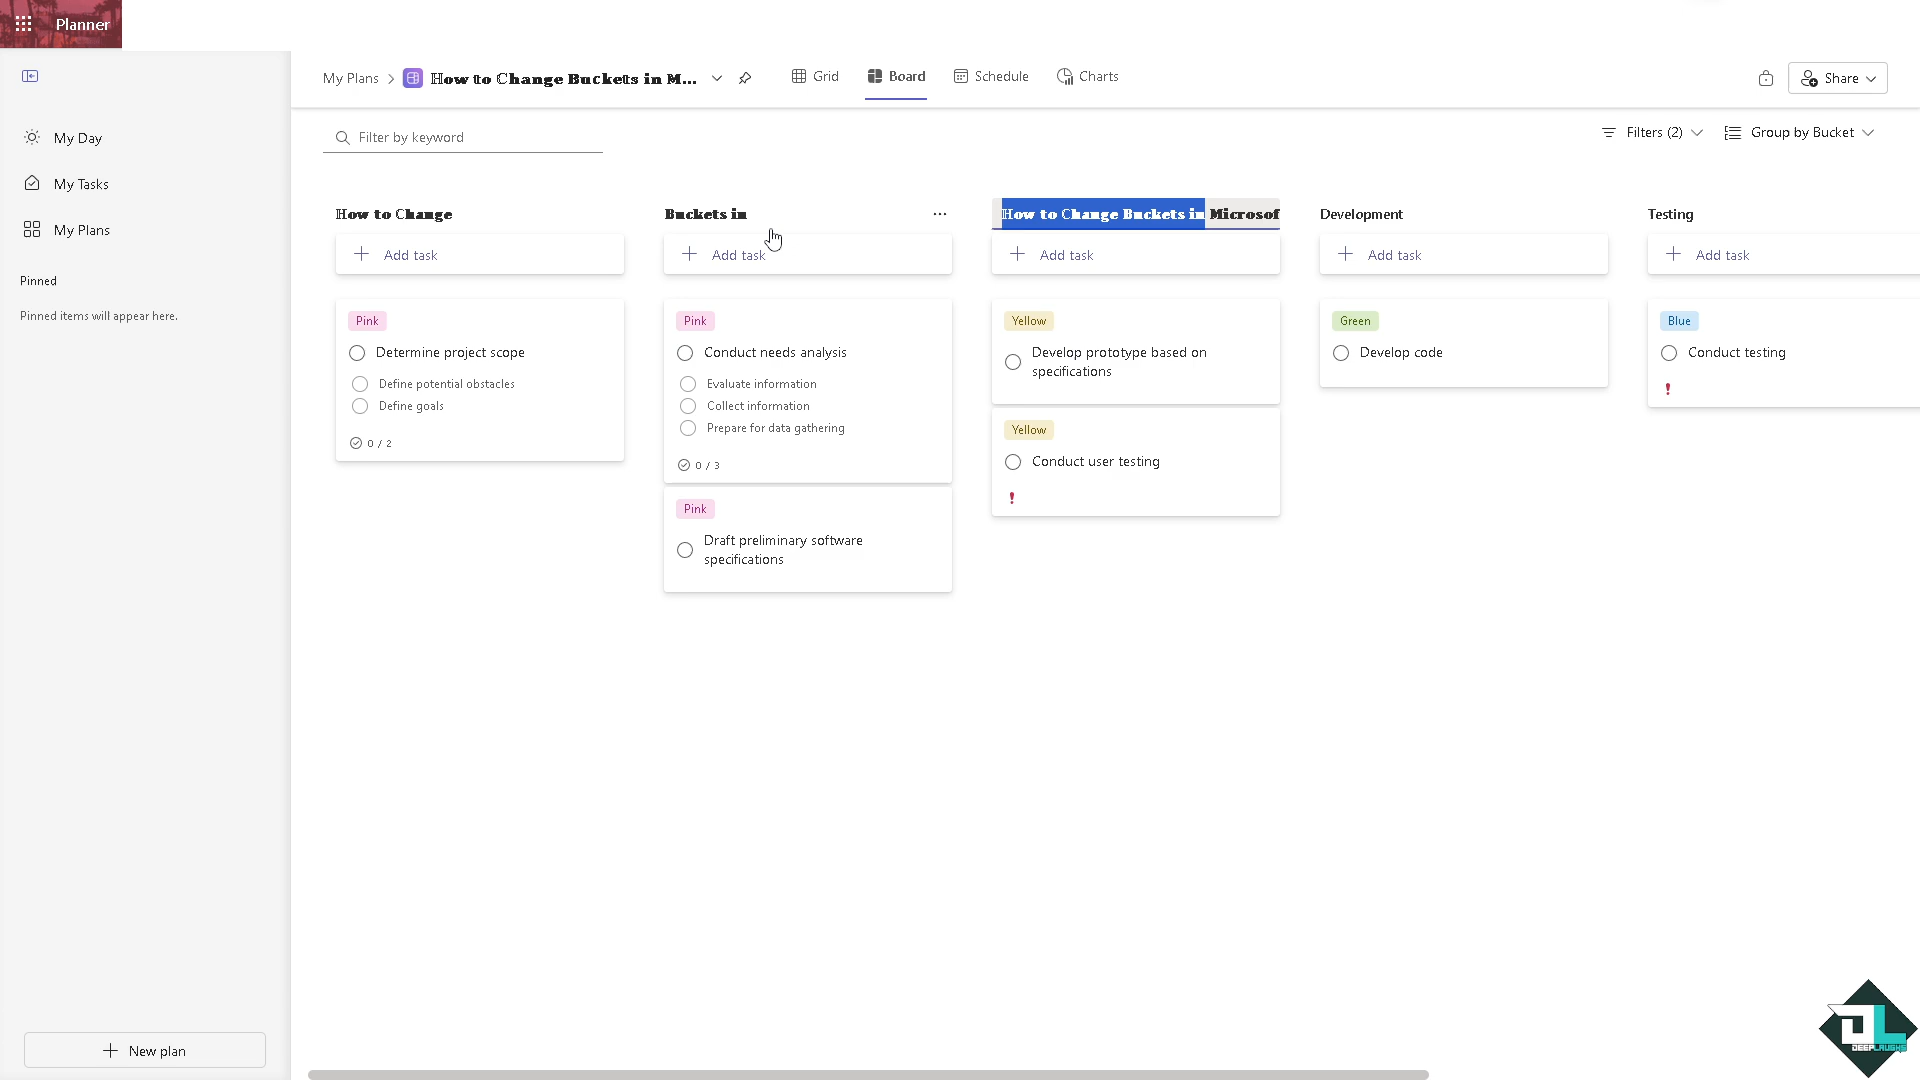 Planner
My Plans
How to Change Buckets in M...
Grid
Board
Schedule
Charts
Share
My Day
My Tasks
My Plans
Pinned
Pinned items will appear here.
New plan
Filter by keyword
Filters (2)
Group by Bucket
How to Change
Add task
Pink
Determine project scope
Define potential obstacles
Define goals
0 / 2
Buckets in
Add task
Pink
Conduct needs analysis
Evaluate information
Collect information
Prepare for data gathering
0 / 3
Pink
Draft preliminary software
specifications
How to Change Buckets in Microsof
Add task
Yellow
Develop prototype based on
specifications
Yellow
Conduct user testing
Development
Add task
Green
Develop code
Testing
Add task
Blue
Conduct testing
JL
DEEPLAUGHS